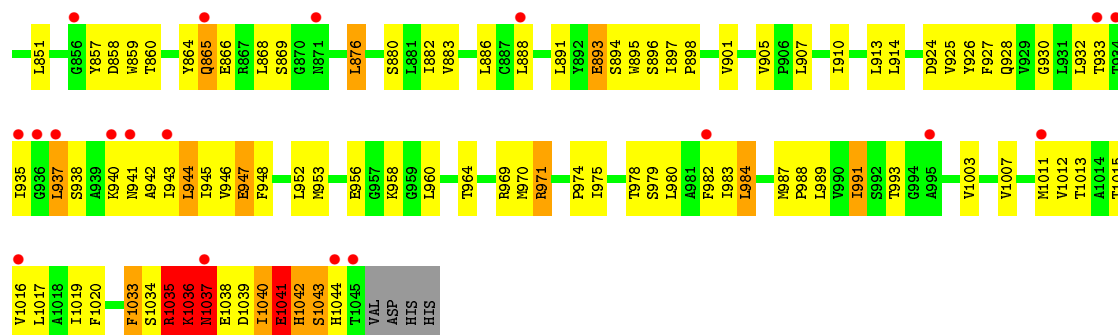 L851 G856 Y857 D858 W859 T860 Y864 Q865 E866 R867 L868 S869 G870 N871 L876 S880 L881 I882 V883 L886 C887 L888 L891 Y892 E893 S894 W895 S896 I897 P898 V901 V905 P906 L907 I910 L913 L914 D924 V925 Y926 F927 Q928 V929 G930 L931 L932 T933 T934
I935 G936 L937 S938 A939 K940 N941 A942 I943 L944 I945 V946 E947 F948 L952 M953 E956 G957 K958 G959 L960 T964 R969 M970 R971 P974 I975 T978 S979 L980 A981 F982 I983 L984 M987 P988 L989 V990 I991 S992 T993 G994 A995 V1003 V1007 M1011 V1012 T1013 A1014 T1015
V1016 L1017 A1018 I1019 F1020 F1033 S1034 R1035 K1036 N1037 E1038 D1039 I1040 E1041 H1042 S1043 H1044 T1045 VAL ASP HIS HIS